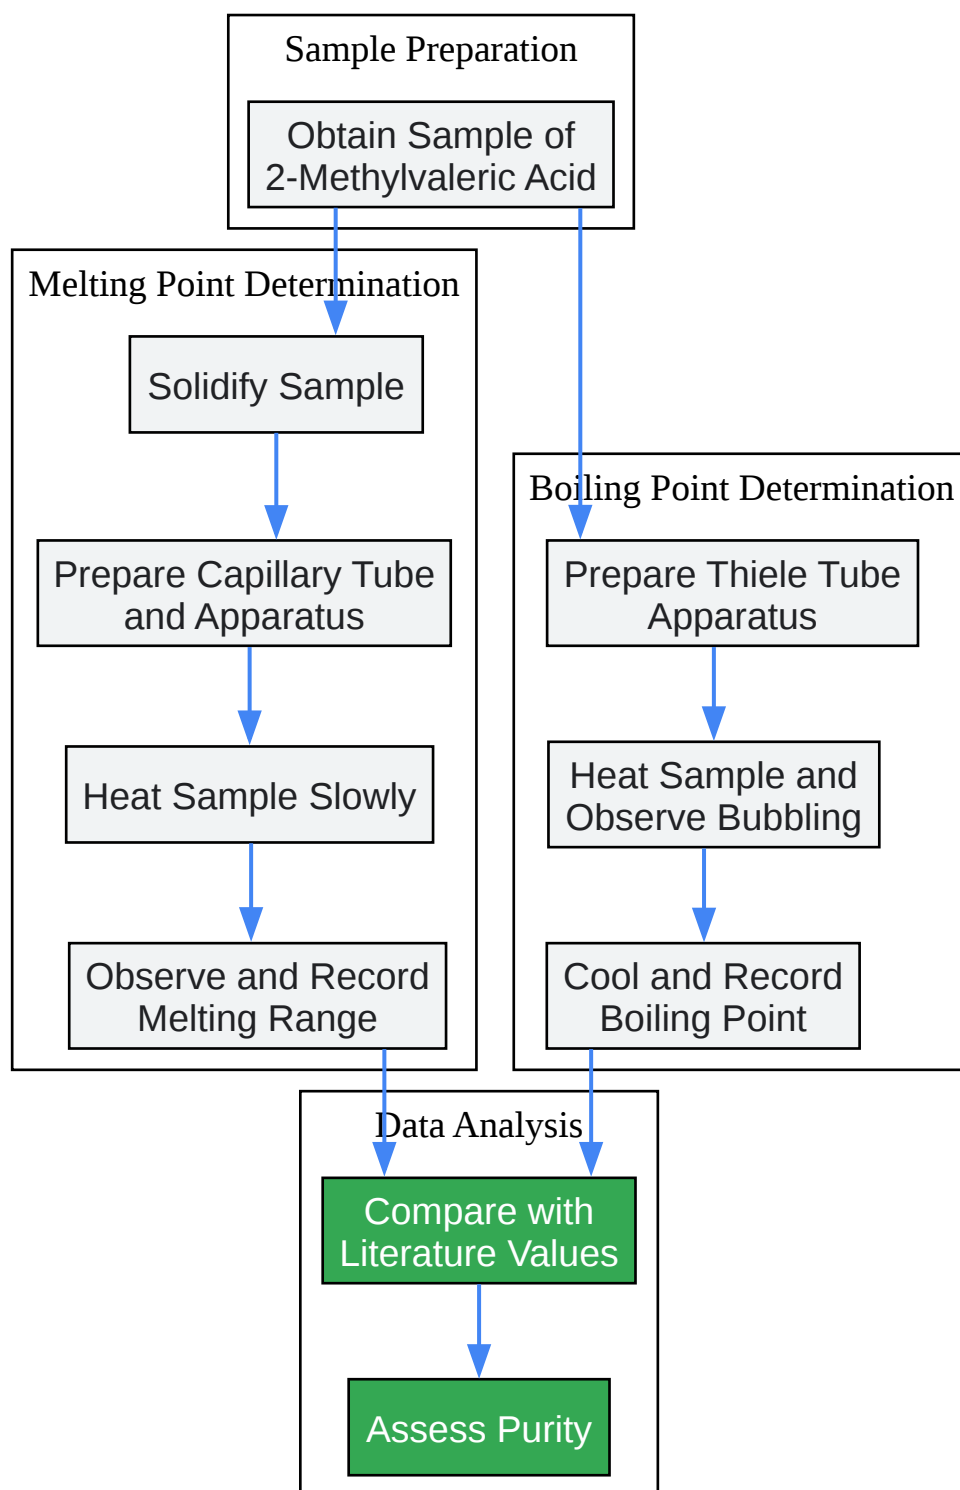 Sample Preparation
Obtain Sample of
2-Methylvaleric Acid
Melting Point Determination
Solidify Sample
Prepare Capillary Tube
and Apparatus
Heat Sample Slowly
Observe and Record
Melting Range
Boiling Point Determination
Prepare Thiele Tube
Apparatus
Heat Sample and
Observe Bubbling
Cool and Record
Boiling Point
Data Analysis
Compare with
Literature Values
Assess Purity